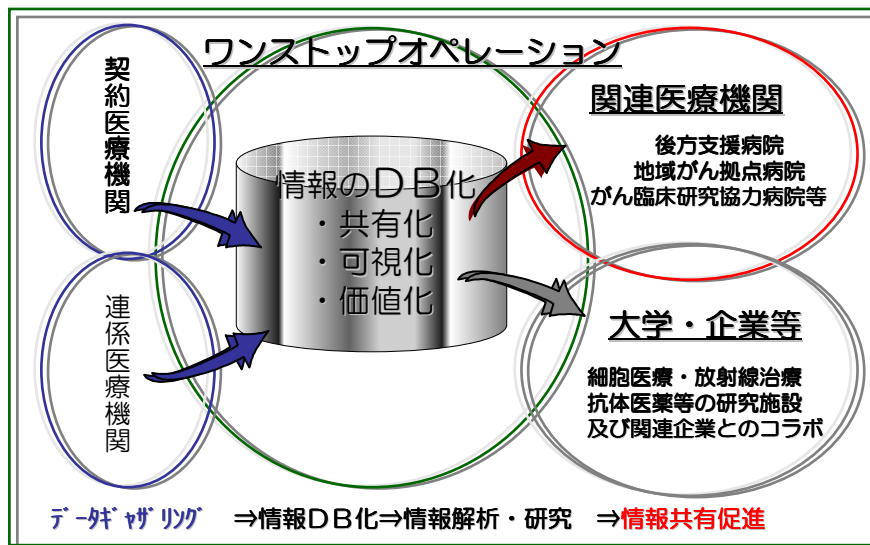 ワンストップオペレーション
契約医療機関
連係医療機関
情報のDB化
・共有化
・可視化
・価値化
関連医療機関
後方支援病院
地域がん拠点病院
がん臨床研究協力病院等
大学・企業等
細胞医療・放射線治療
抗体医薬等の研究施設
及び関連企業とのコラボ
ﾃﾞｰﾀｷﾞｬｻﾞﾘﾝｸﾞ ⇒情報DB化⇒情報解析・研究 ⇒情報共有促進